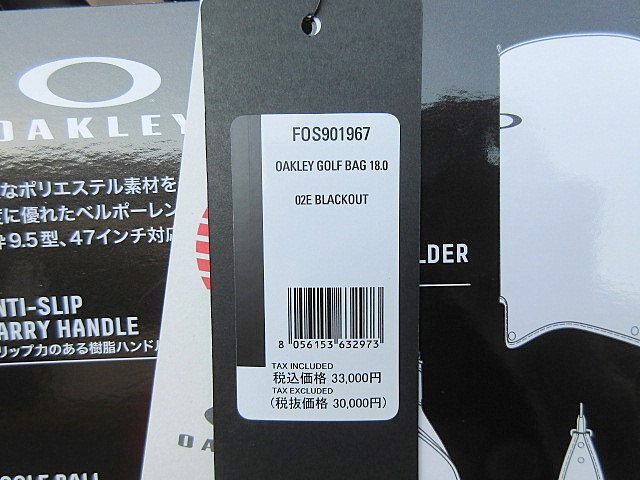 OAKLEY
なポリエステル素材を
に優れたベルポーレン
9.5型、47インチ対応
NTI-SLIP
ARRY HANDLE
リップ力のある樹脂ハンドル
FOS901967
OAKLEY GOLF BAG 18.0
02E BLACKOUT
8 056153 632973
TAX INCLUDED
税込価格 33,000円
TAX EXCLUDED
(税抜価格 30,000円)
LDER
OA